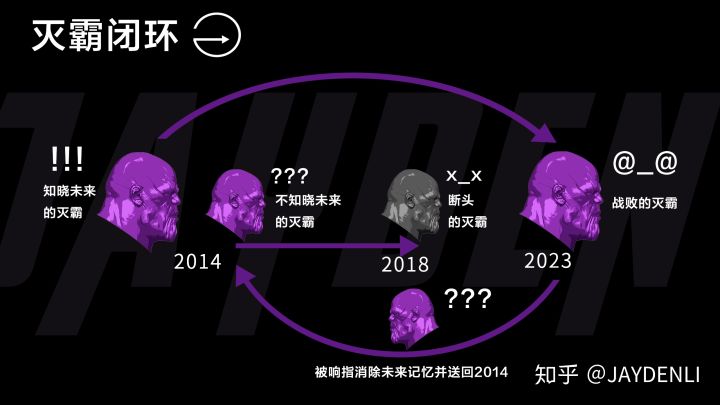 灭霸闭环
!!!
知晓未来
的灭霸
???
不知晓未来
的灭霸
x_x
断头
的灭霸
@_@
战败的灭霸
2014
2018
2023
???
被响指消除未来记忆并送回2014
知乎 @JAYDENLI
JAYDEN